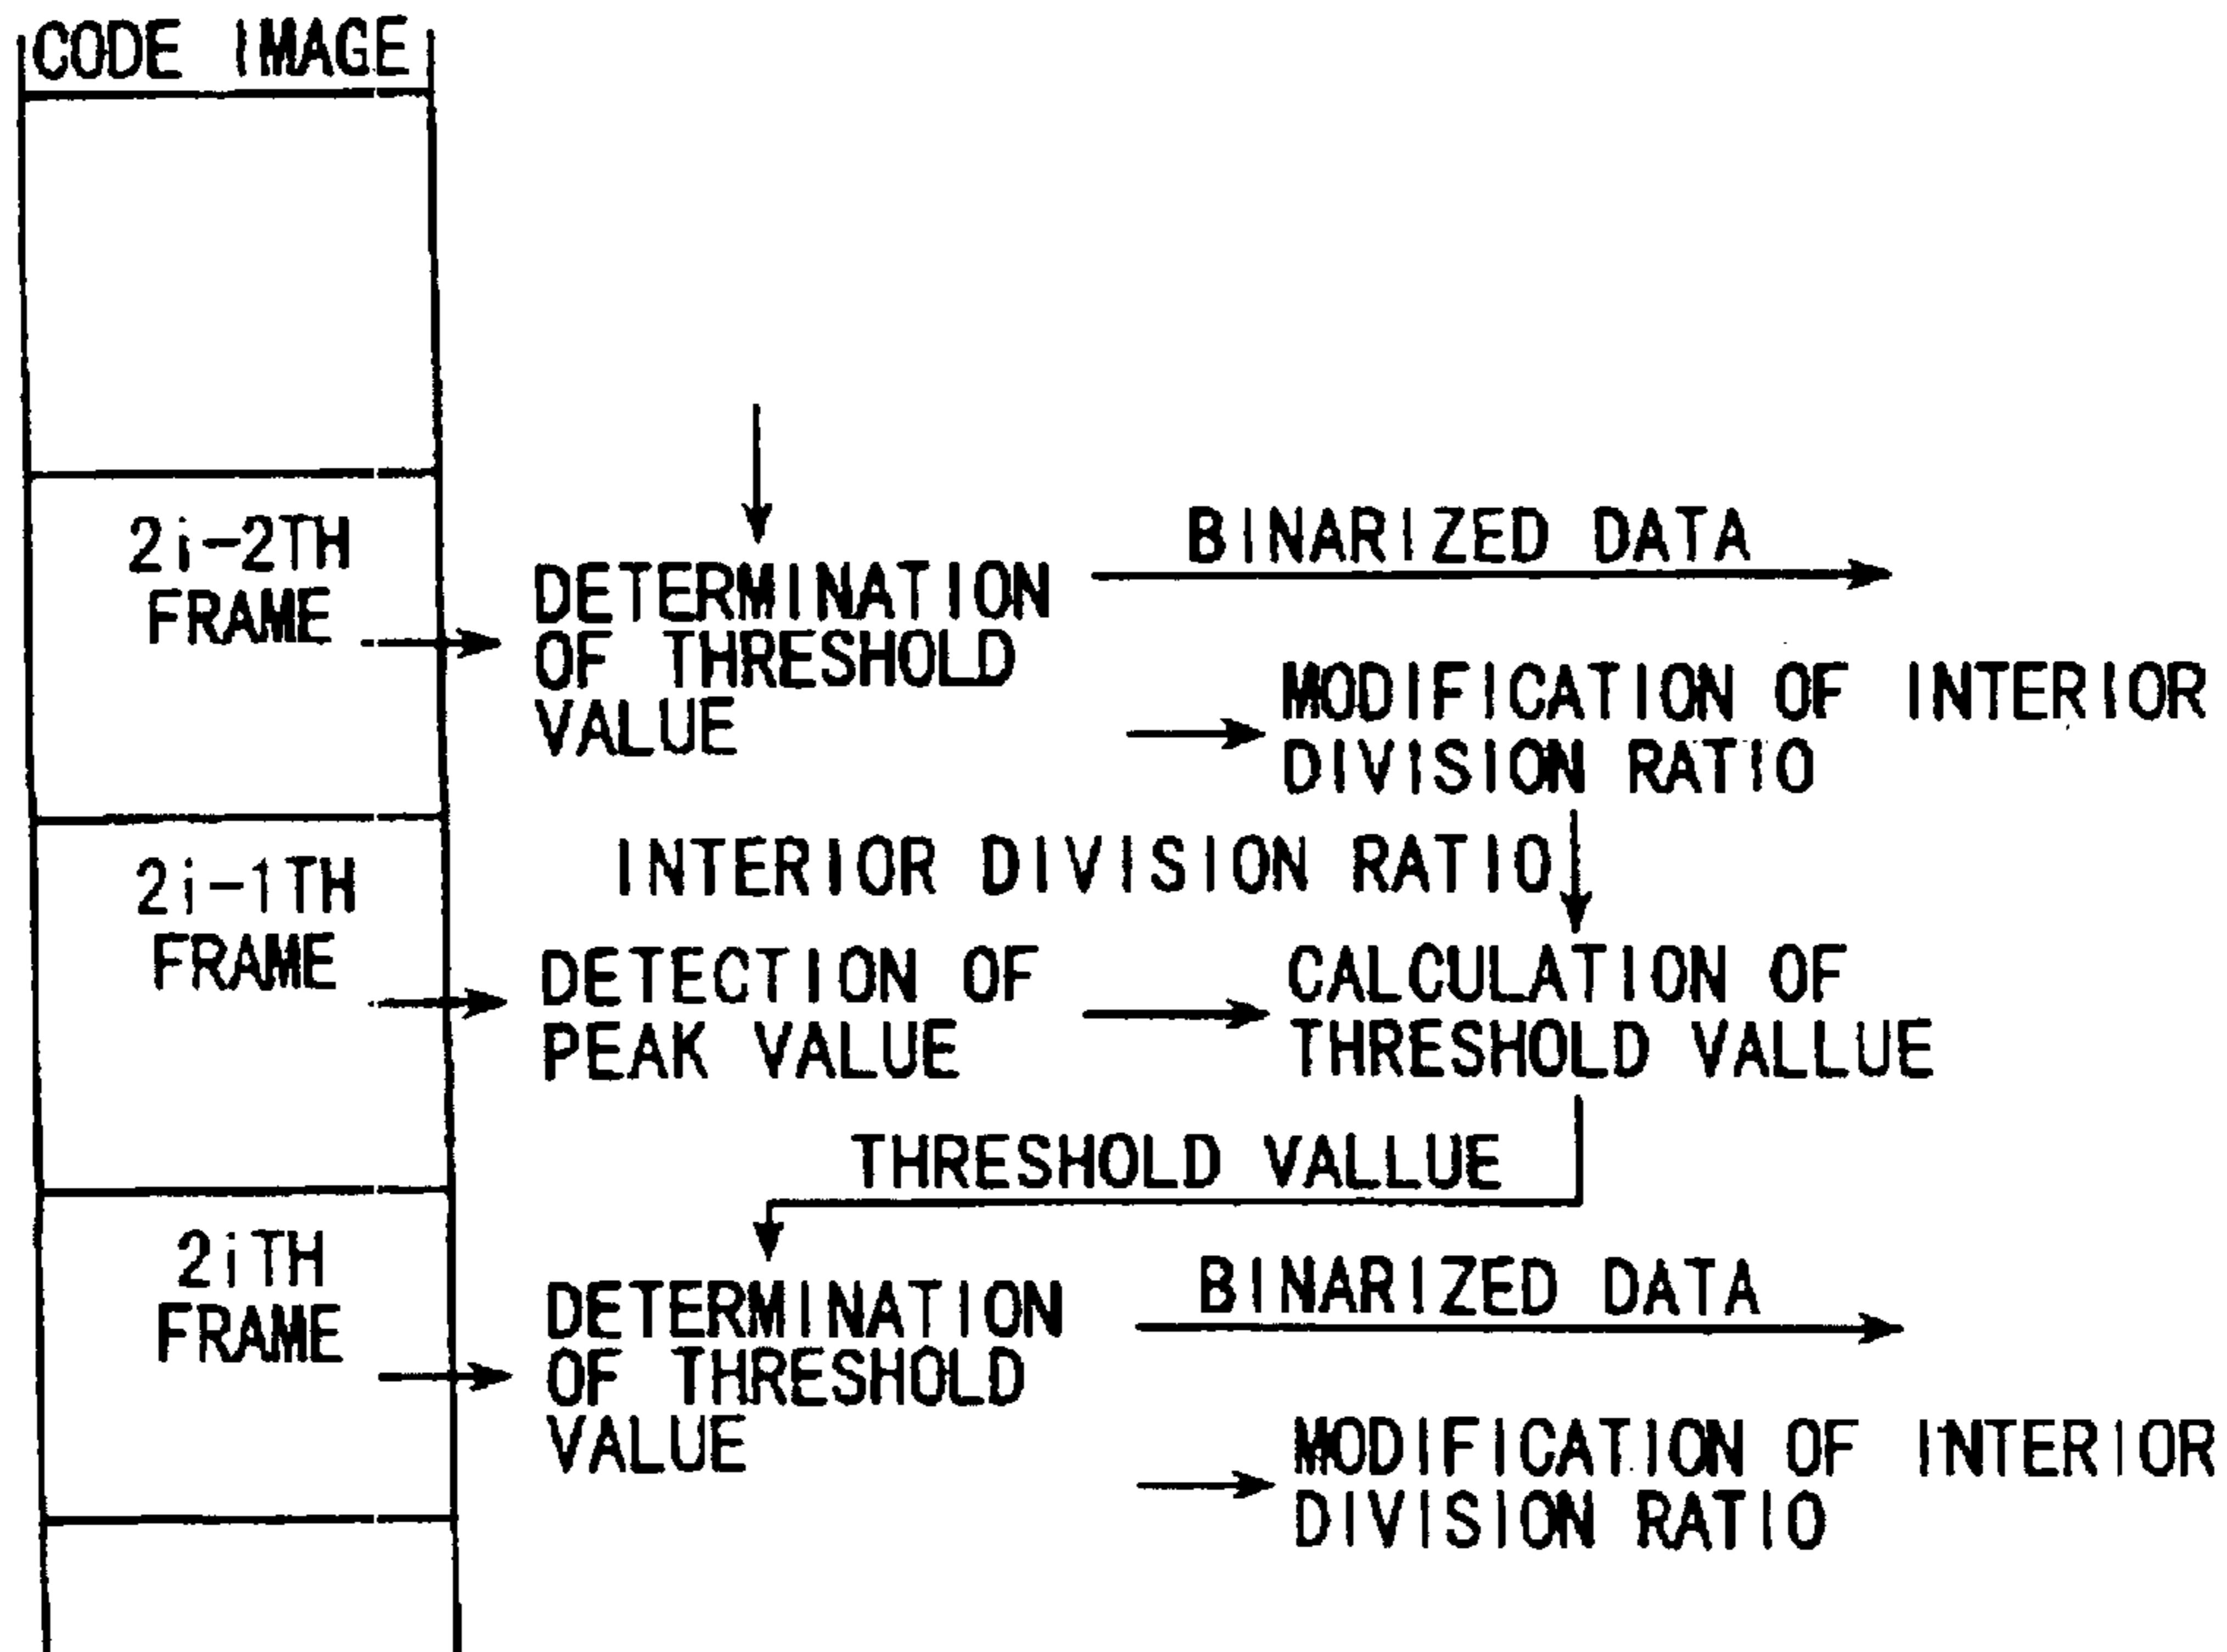 CODE IMAGE
2i-2TH
FRAME
DETERMINATION
OF THRESHOLD
VALUE
BINARIZED DATA
MODIFICATION OF INTERIOR
DIVISION RATIO
INTERIOR DIVISION RATIO
2i-1TH
FRAME
DETECTION OF
PEAK VALUE
CALCULATION OF
THRESHOLD VALLUE
THRESHOLD VALLUE
2iTH
FRAME
DETERMINATION
OF THRESHOLD
VALUE
BINARIZED DATA
MODIFICATION OF INTERIOR
DIVISION RATIO